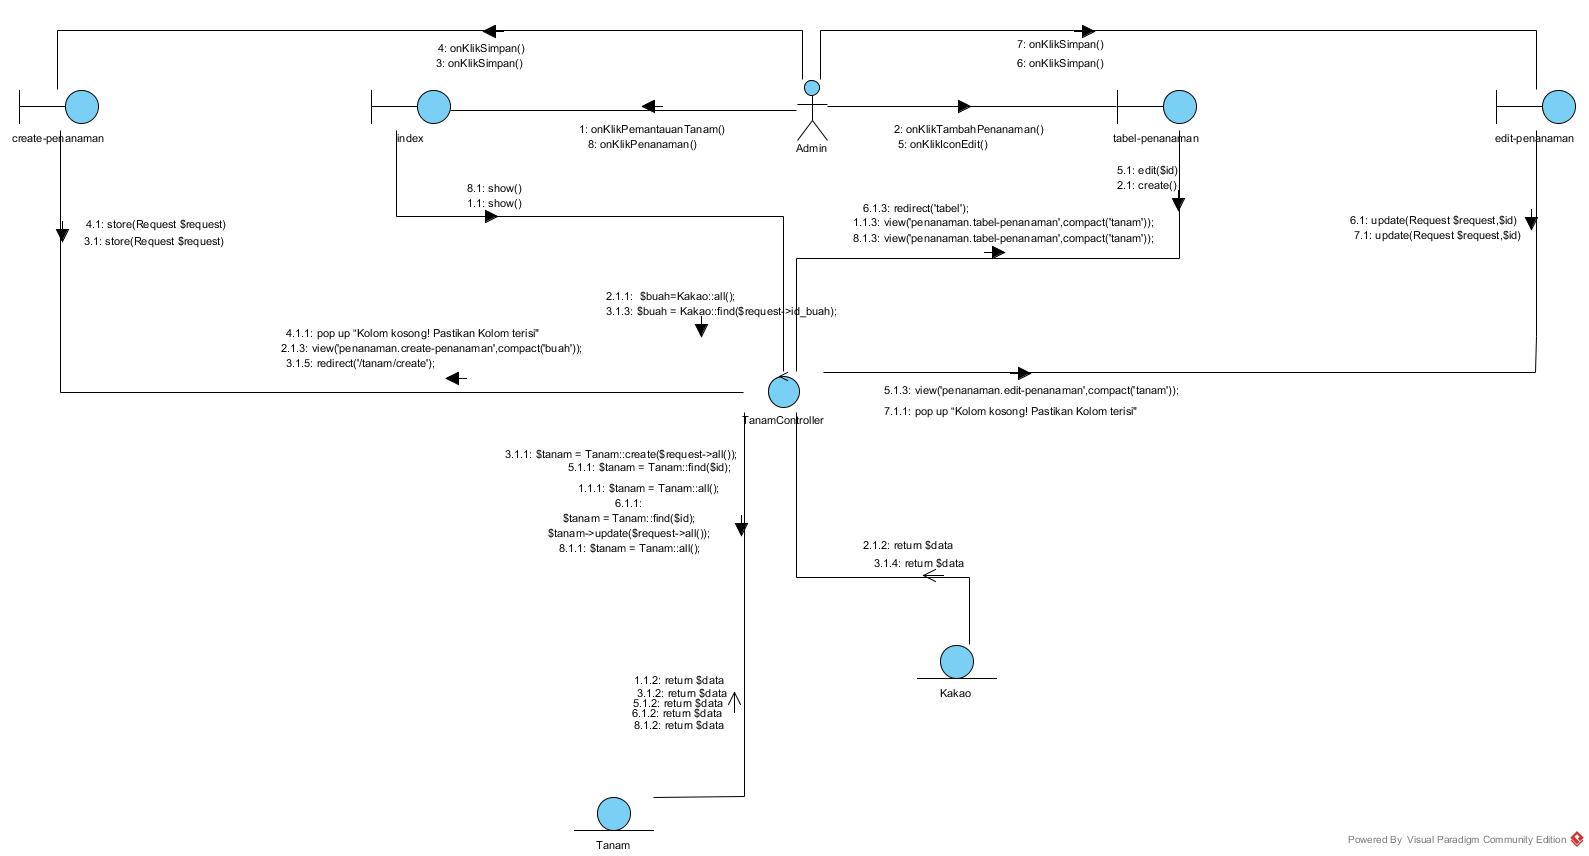 4: onKlikSimpan()
3: onKlikSimpan()
7: onKlikSimpan()
6: onKlikSimpan()
create-penanaman
index
1: onKlikPemantauanTanam()
8: onKlikPenanaman()
Admin
2: onKlikTambahPenanaman()
5: onKlikIconEdit()
tabel-penanaman
edit-penanaman
8.1: show()
1.1: show()
5.1: edit($id)
2.1: create()
4.1: store(Request $request)
3.1: store(Request $request)
6.1.3: redirect('tabel');
1.1.3: view('penanaman.tabel-penanaman',compact('tanam'));
8.1.3: view('penanaman.tabel-penanaman',compact('tanam'));
6.1: update(Request $request,$id)
7.1: update(Request $request,$id)
2.1.1: $buah=Kakao::all();
3.1.3: $buah = Kakao::find($request->id_buah);
4.1.1: pop up "Kolom kosong! Pastikan Kolom terisi"
2.1.3: view('penanaman.create-penanaman',compact('buah'));
3.1.5: redirect('/tanam/create');
TanamController
5.1.3: view('penanaman.edit-penanaman',compact('tanam'));
7.1.1: pop up "Kolom kosong! Pastikan Kolom terisi"
3.1.1: $tanam = Tanam::create($request->all());
5.1.1: $tanam = Tanam::find($id);
1.1.1: $tanam = Tanam::all();
6.1.1:
$tanam = Tanam::find($id);
$tanam->update($request->all());
8.1.1: $tanam = Tanam::all();
2.1.2: return $data
3.1.4: return $data
Kakao
1.1.2: return $data
3.1.2: return $data
5.1.2: return $data
6.1.2: return $data
8.1.2: return $data
Tanam
Powered By Visual Paradigm Community Edition